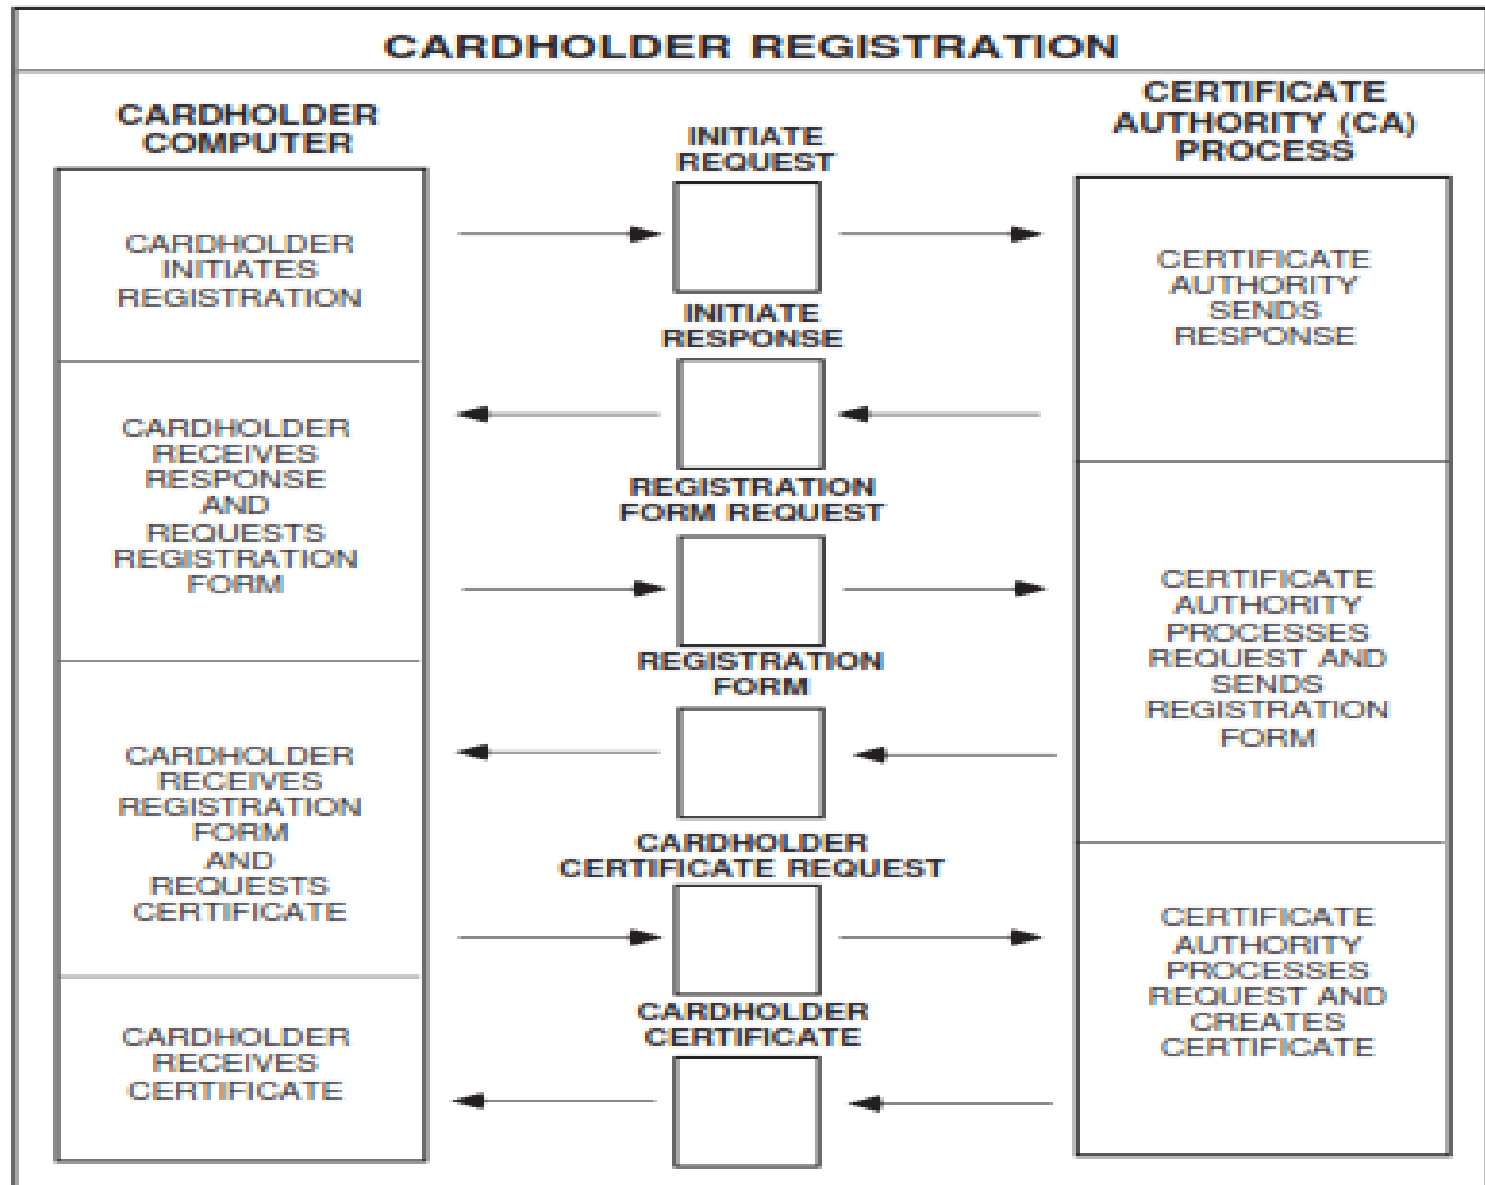 CARDHOLDER REGISTRATION
CARDHOLDER
COMPUTER
CARDHOLDER
INITIATES
REGISTRATION
CARDHOLDER
RECEIVES
RESPONSE
AND
REQUESTS
REGISTRATION
FORM
CARDHOLDER
RECEIVES
REGISTRATION
FORM
AND
REQUESTS
CERTIFICATE
CARDHOLDER
RECEIVES
CERTIFICATE
INITIATE
REQUEST
INITIATE
RESPONSE
REGISTRATION
FORM REQUEST
REGISTRATION
FORM
CARDHOLDER
CERTIFICATE REQUEST
CARDHOLDER
CERTIFICATE
CERTIFICATE
AUTHORITY (CA)
PROCESS
CERTIFICATE
AUTHORITY
SENDS
RESPONSE
CERTIFICATE
AUTHORITY
PROCESSES
REQUEST AND
SENDS
REGISTRATION
FORM
CERTIFICATE
AUTHORITY
PROCESSES
REQUEST AND
CREATES
CERTIFICATE